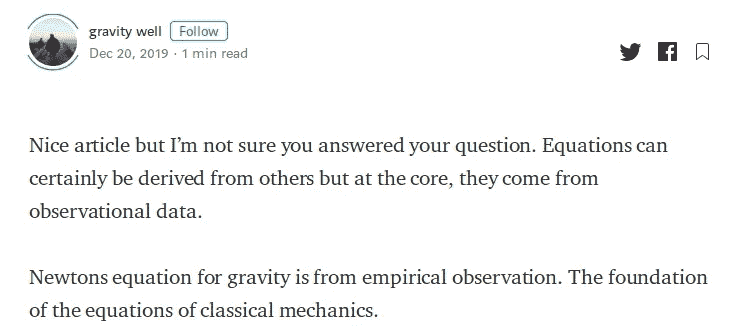 gravity well Follow
Dec 20, 2019 · 1 min read
Nice article but I’m not sure you answered your question. Equations can
certainly be derived from others but at the core, they come from
observational data.
Newtons equation for gravity is from empirical observation. The foundation
of the equations of classical mechanics.